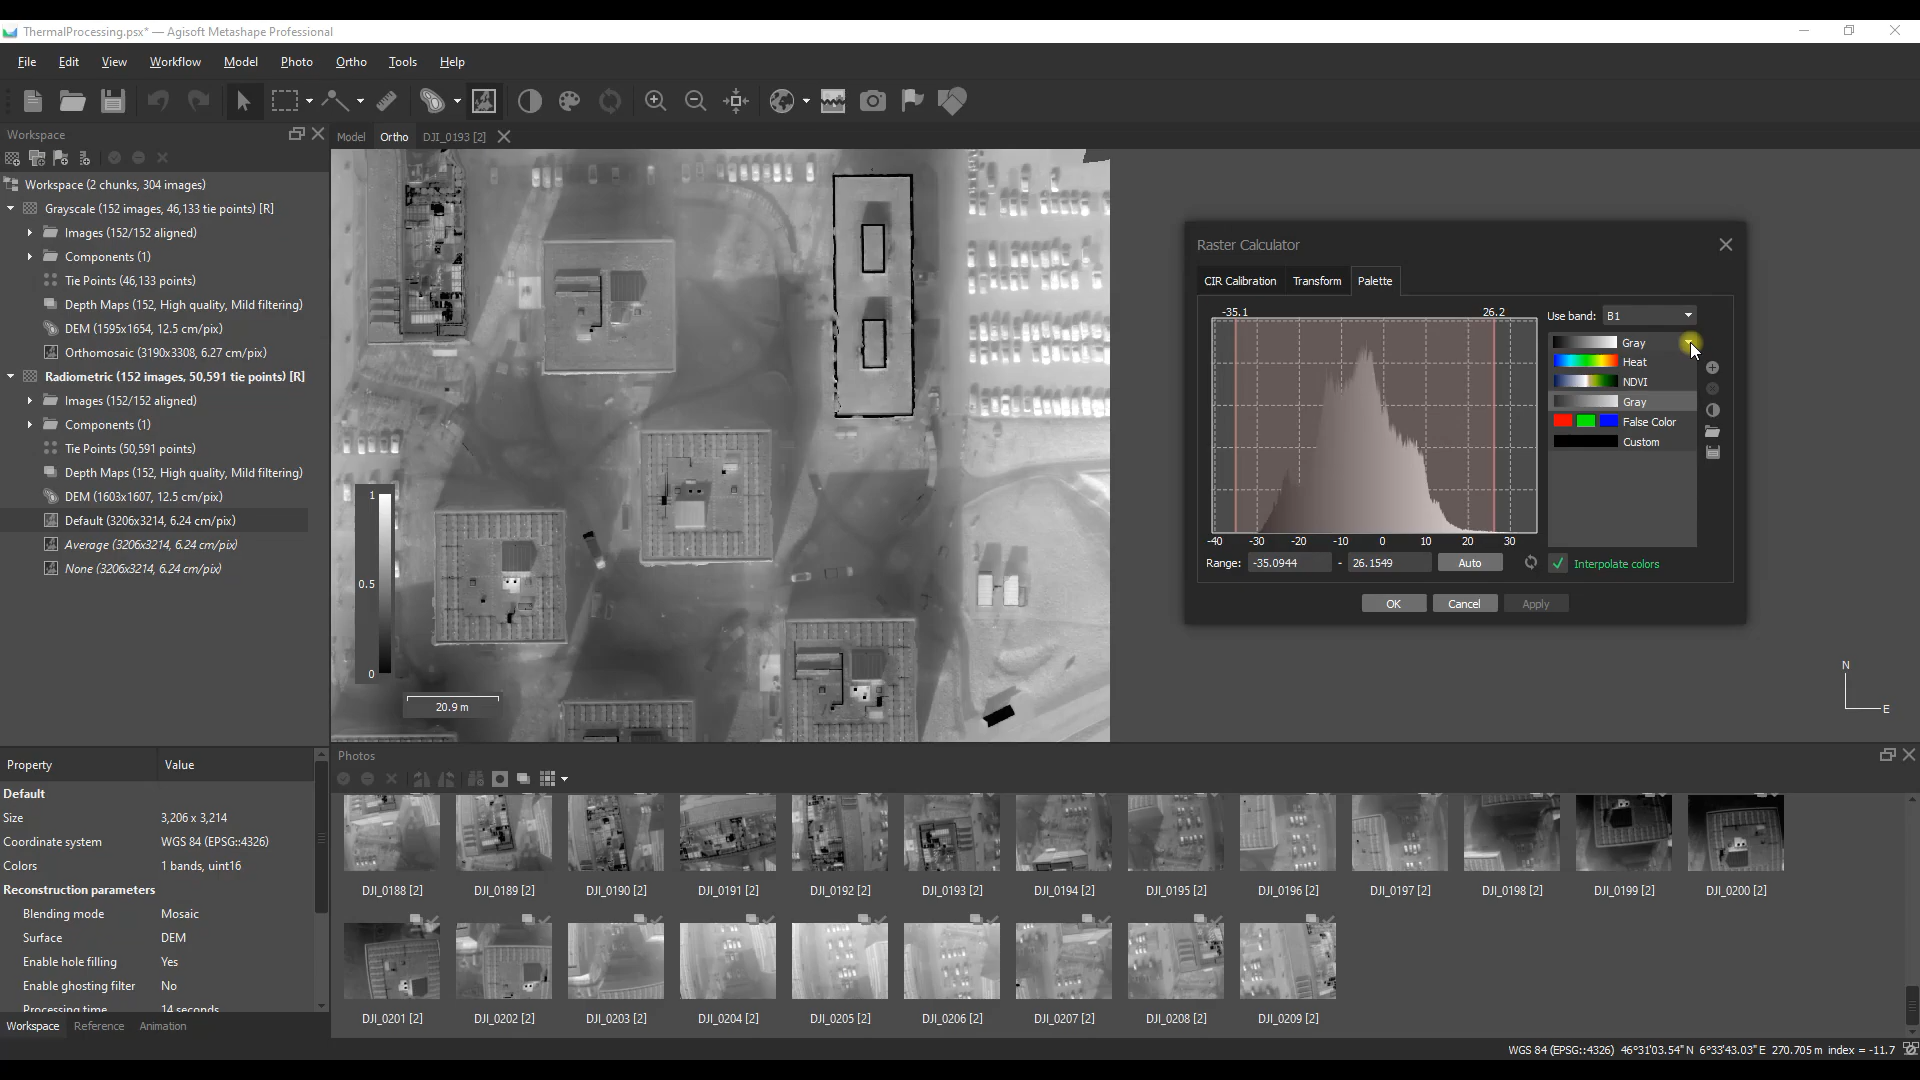 ThermalProcessing.psx* — Agisoft Metashape Professional
File Edit View Workflow Model Photo Ortho Tools Help
Workspace
Model Ortho DJI_0193 [2]
Workspace (2 chunks, 304 images)
Grayscale (152 images, 46,133 tie points) [R]
Images (152/152 aligned)
Components (1)
Tie Points (46,133 points)
Depth Maps (152, High quality, Mild filtering)
DEM (1595x1654, 12.5 cm/pix)
Orthomosaic (3190x3308, 6.27 cm/pix)
Radiometric (152 images, 50,591 tie points) [R]
Images (152/152 aligned)
Components (1)
Tie Points (50,591 points)
Depth Maps (152, High quality, Mild filtering)
DEM (1603x1607, 12.5 cm/pix)
Default (3206x3214, 6.24 cm/pix)
Average (3206x3214, 6.24 cm/pix)
None (3206x3214, 6.24 cm/pix)
1
0.5
0
20.9 m
Raster Calculator
CIR Calibration Transform Palette
-35.1 26.2
Use band: B1
Gray
Heat
NDVI
Gray
False Color
Custom
-40 -30 -20 -10 0 10 20 30
Range: -35.0944 - 26.1549 Auto
Interpolate colors
OK Cancel Apply
N
E
Property Value
Default
Size 3,206 x 3,214
Coordinate system WGS 84 (EPSG::4326)
Colors 1 bands, uint16
Reconstruction parameters
Blending mode Mosaic
Surface DEM
Enable hole filling Yes
Enable ghosting filter No
Processing time 14 seconds
Workspace Reference Animation
Photos
DJI_0188 [2] DJI_0189 [2] DJI_0190 [2] DJI_0191 [2] DJI_0192 [2] DJI_0193 [2] DJI_0194 [2] DJI_0195 [2] DJI_0196 [2] DJI_0197 [2] DJI_0198 [2] DJI_0199 [2] DJI_0200 [2]
DJI_0201 [2] DJI_0202 [2] DJI_0203 [2] DJI_0204 [2] DJI_0205 [2] DJI_0206 [2] DJI_0207 [2] DJI_0208 [2] DJI_0209 [2]
WGS 84 (EPSG::4326) 46°31'03.54" N 6°33'43.03" E 270.705 m index = -11.7